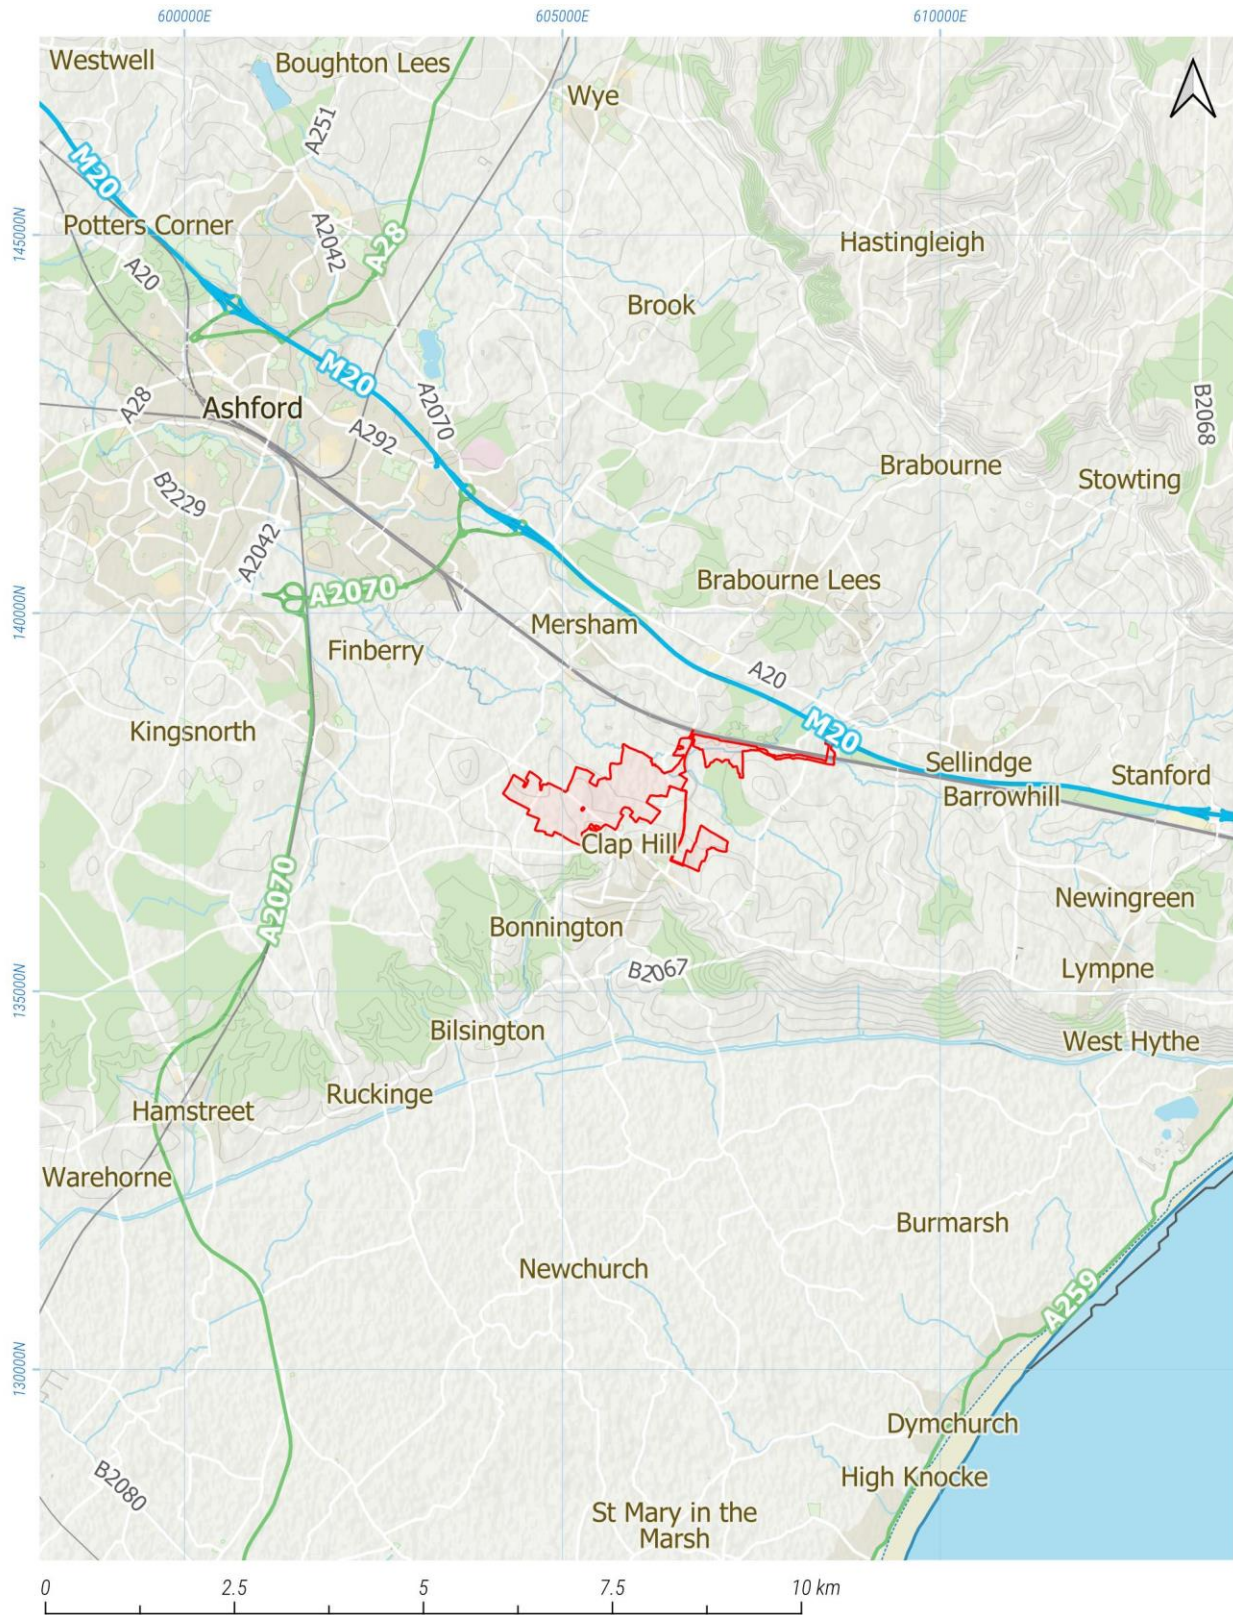 600000E
605000E
610000E
Westwell
Boughton Lees
Wye
A251
M20
145000N
Potters Corner
A2042
A28
Hastingleigh
A20
Brook
M20
A2070
B2068
A28
Ashford
A292
Brabourne
Stowting
B2229
A2042
A2070
Brabourne Lees
140000N
Mersham
Finberry
A20
Kingsnorth
M20
Sellindge
Stanford
Barrowhill
Clap Hill
A2070
Newingreen
Bonnington
B2067
Lympne
135000N
Bilsington
West Hythe
Ruckinge
Hamstreet
Warehorne
Burmarsh
Newchurch
A259
130000N
Dymchurch
High Knocke
B2080
St Mary in the
Marsh
0
2.5
5
7.5
10 km